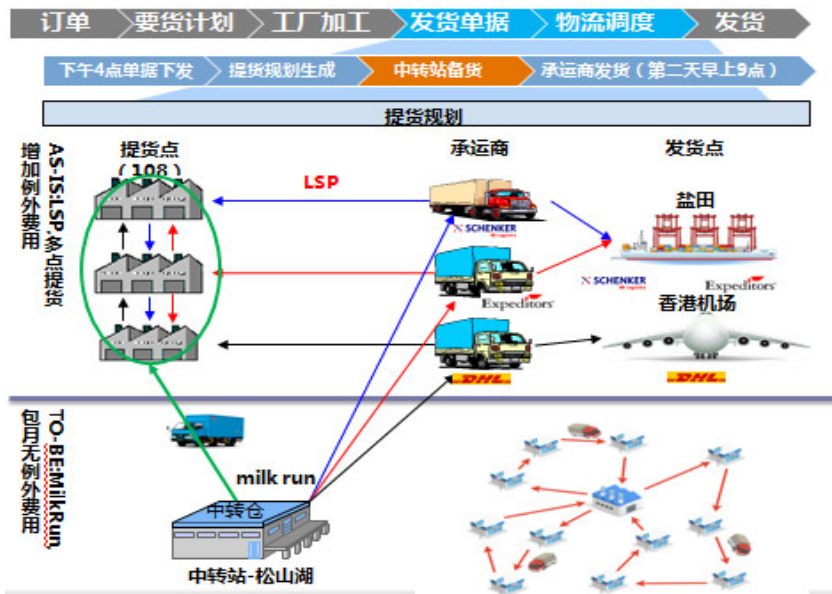 订单 要货计划 工厂加工 发货单据 物流调度 发货
下午4点单据下发 提货规划生成 中转站备货 承运商发货（第二天早上9点）
提货规划
AS-IS:LSP,多点提货
增加例外费用
提货点
（108）
承运商
发货点
LSP
盐田
SCHENKER
SCHENKER
Expeditors
Expeditors
香港机场
DHL
DHL
TO-BEMilkRun
包月无例外费用
milk run
中转仓
中转站-松山湖